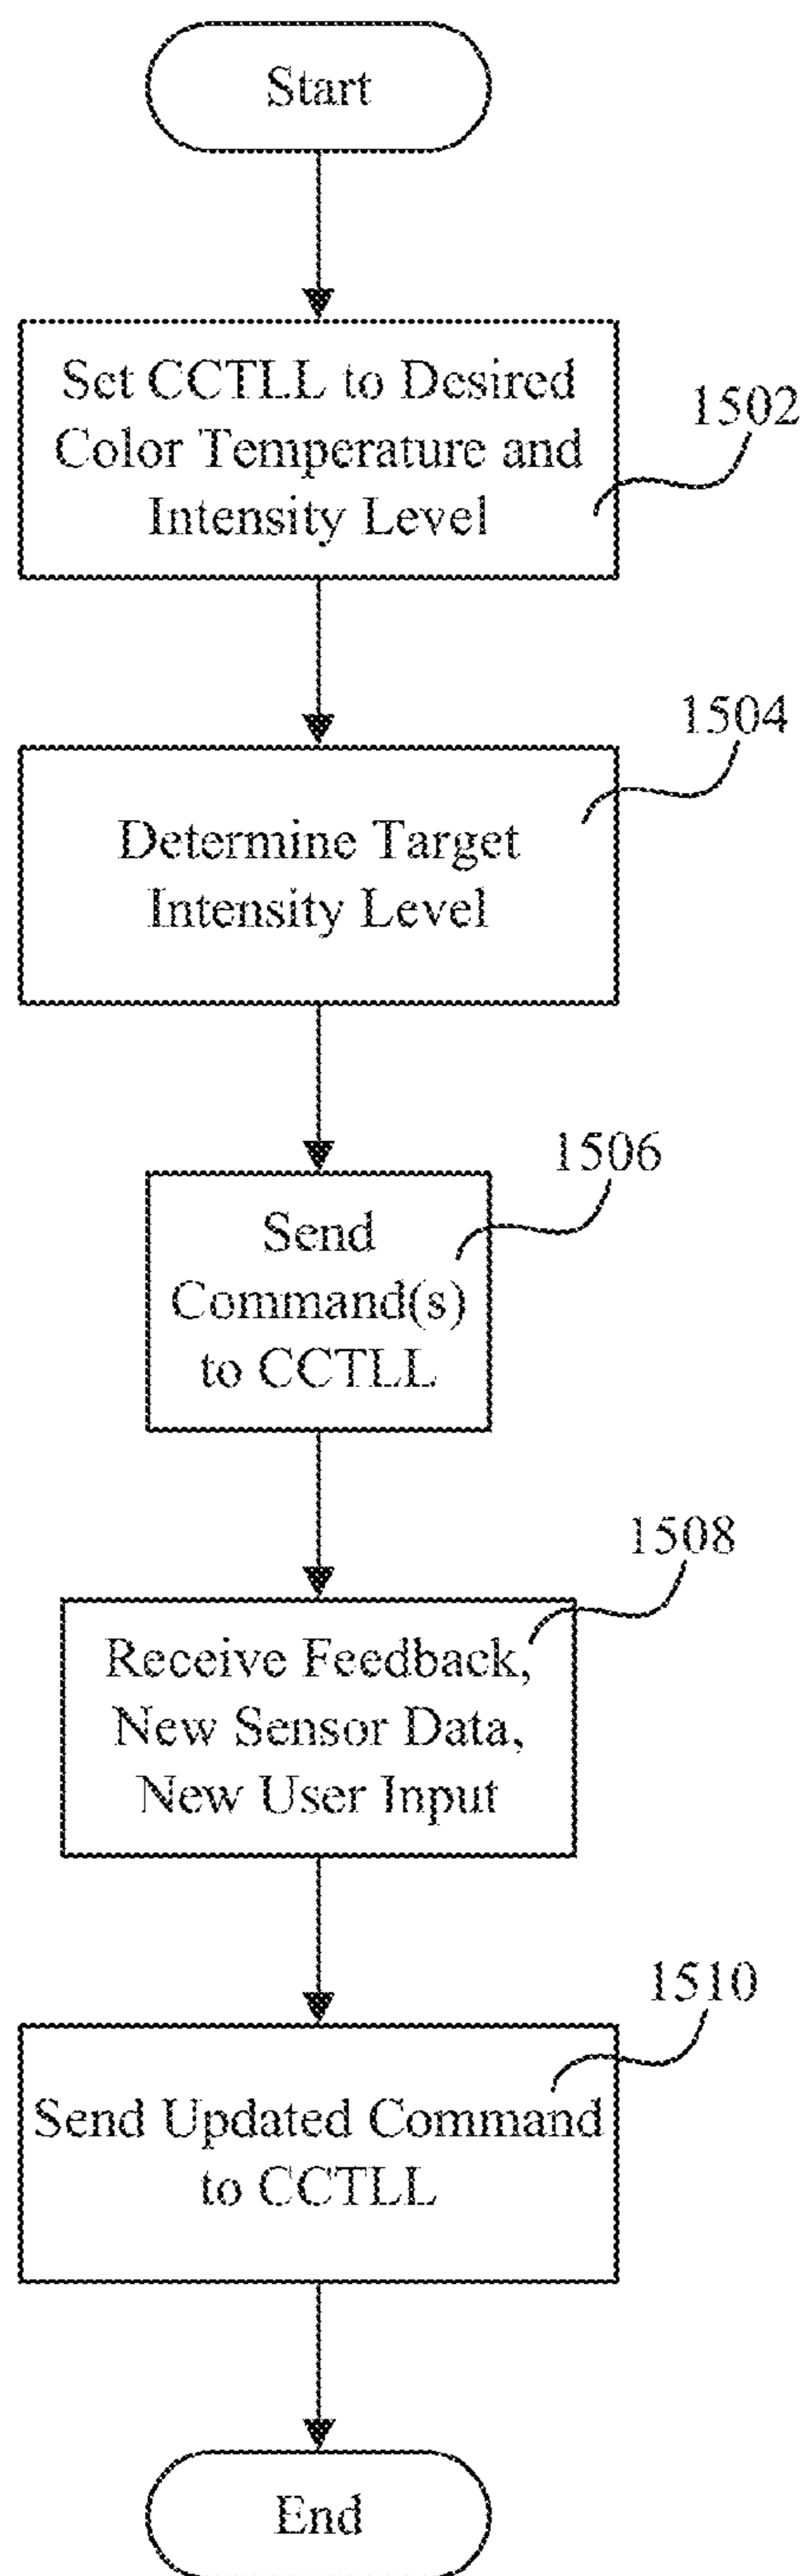 Start
Set CCTLL to Desired
Color Temperature and
Intensity Level
1502
1504
Determine Target
Intensity Level
1506
Send
Command(s)
to CCTLL
1508
Receive Feedback,
New Sensor Data,
New User Input
1510
Send Updated Command
to CCTLL
End